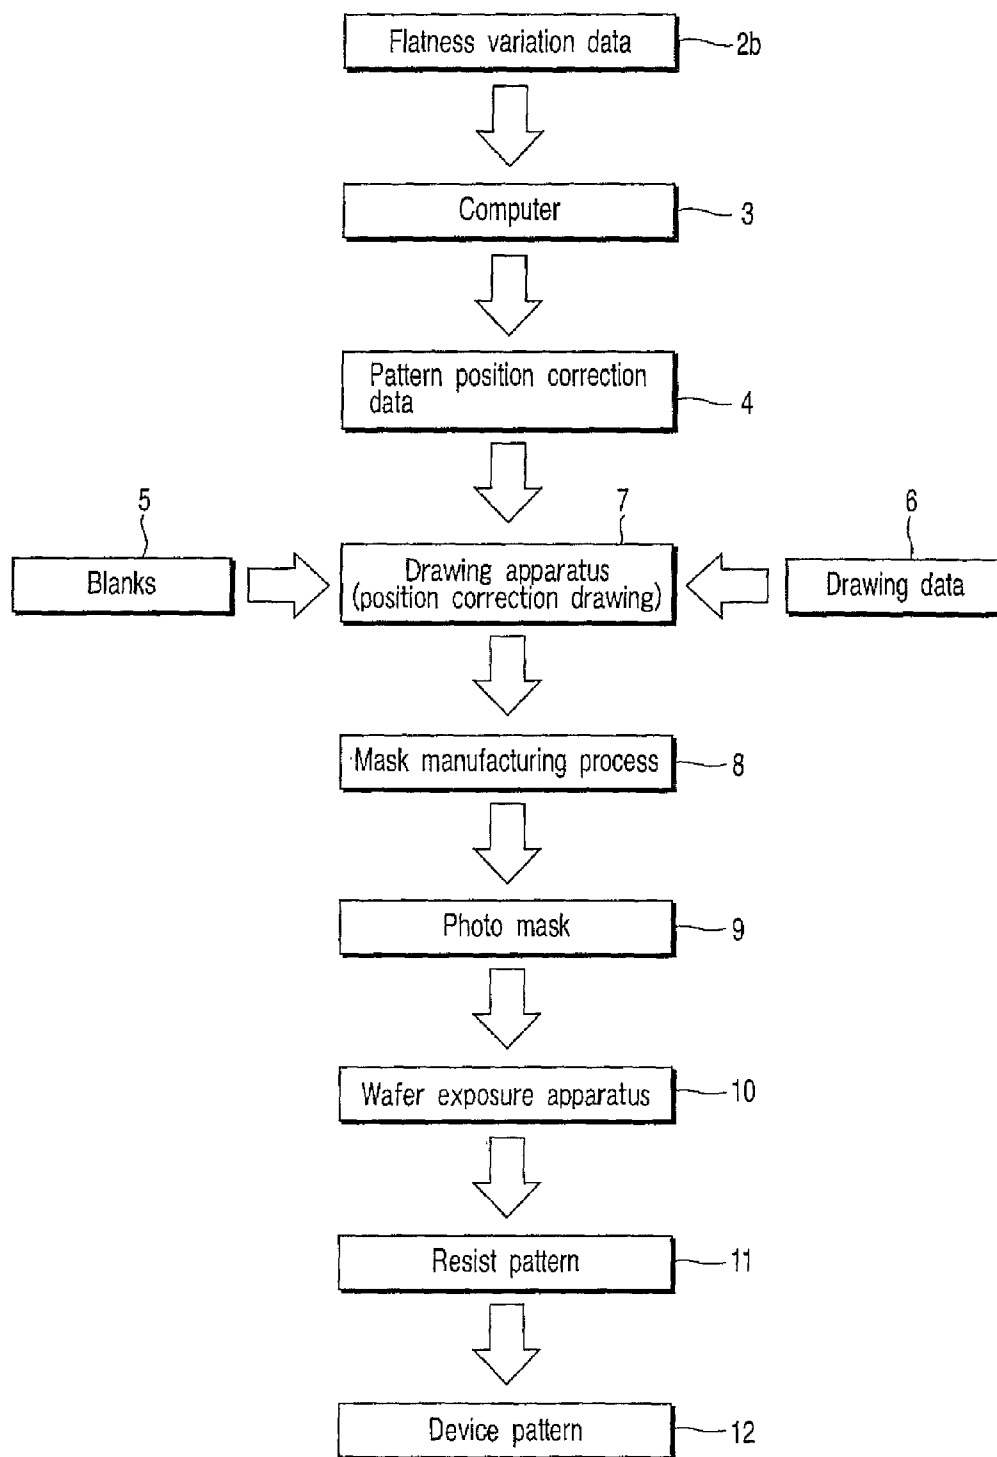 Flatness variation data
2b
Computer
3
Pattern position correction
data
4
5
7
6
Blanks
Drawing apparatus
(position correction drawing)
Drawing data
Mask manufacturing process
8
Photo mask
9
Wafer exposure apparatus
10
Resist pattern
11
Device pattern
12